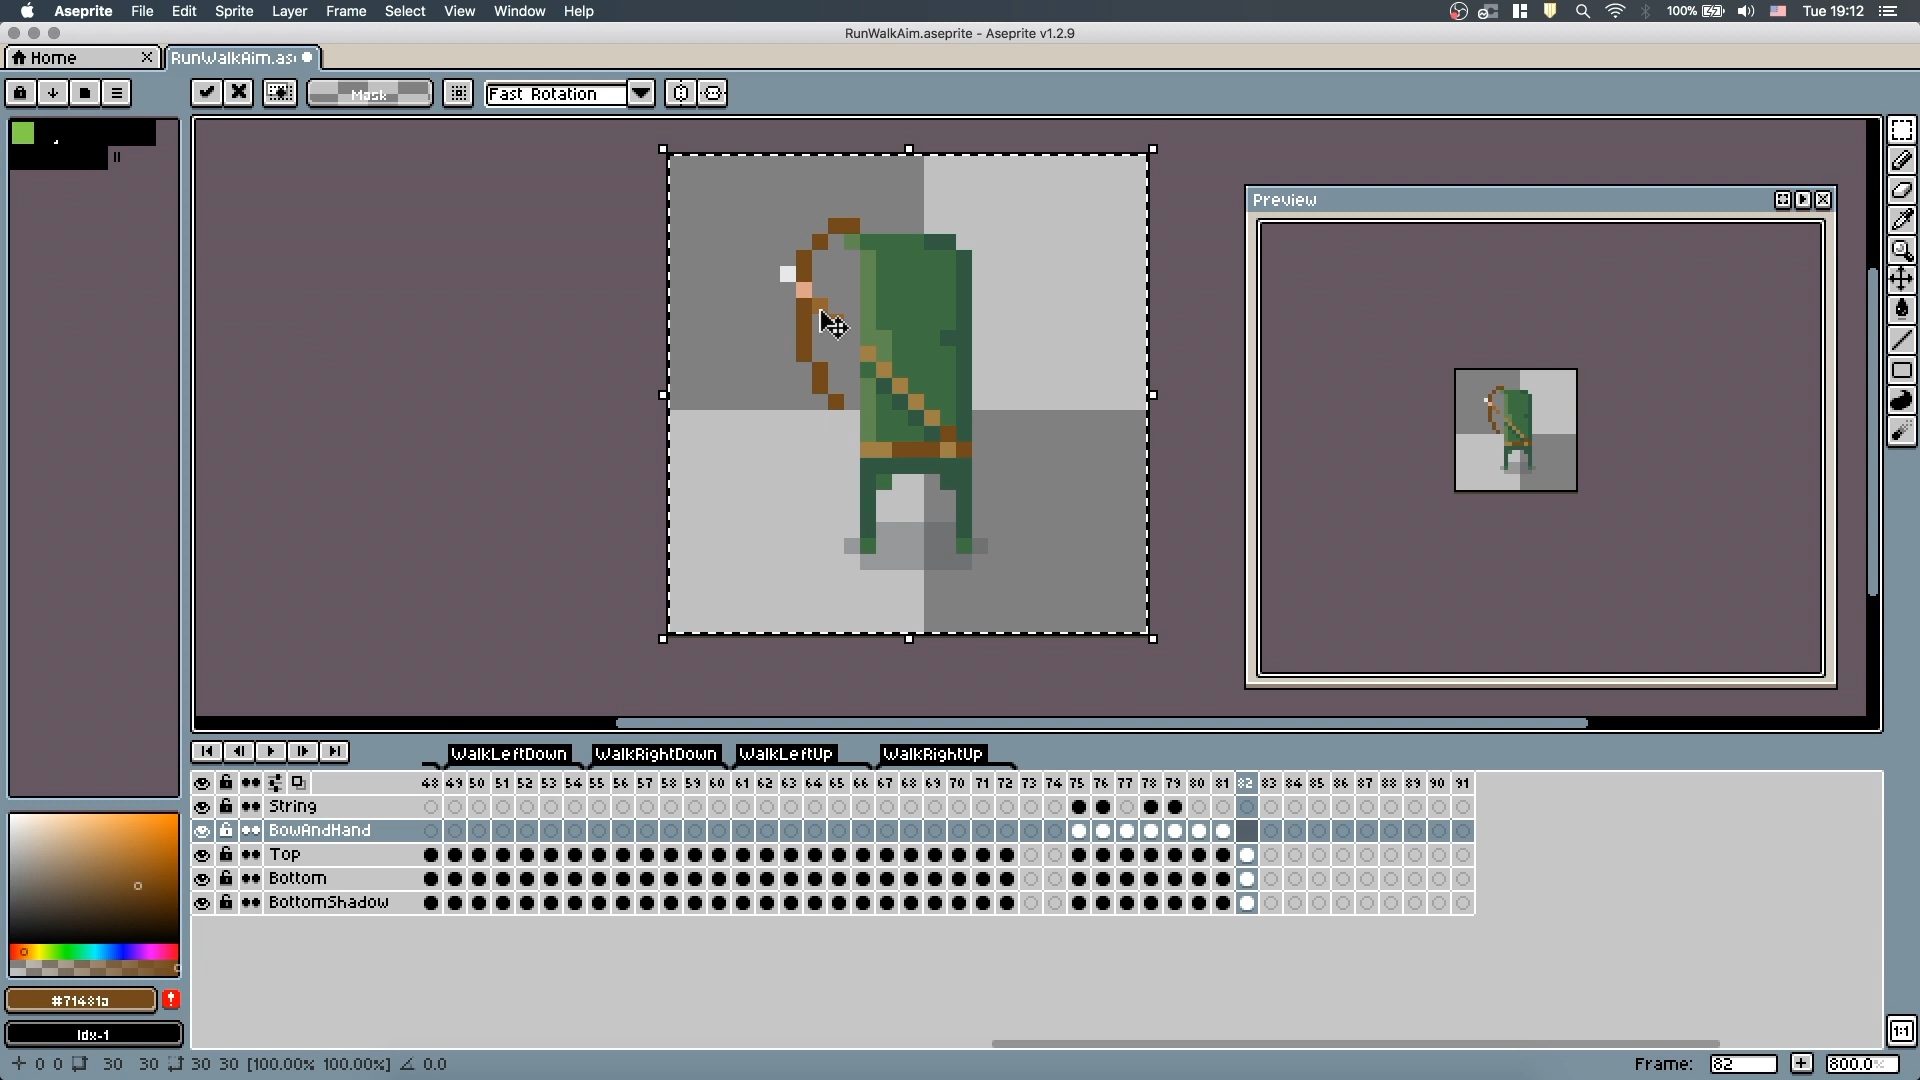 Aseprite File Edit Sprite Layer Frame Select View Window Help 100% Tue 19:12
RunWalkAim.aseprite - Aseprite v1.2.9
Home RunWalkAim.as
Mask Fast Rotation
Preview
WalkLeftDown WalkRightDown WalkLeftUp WalkRightUp
48 49 50 51 52 53 54 55 56 57 58 59 60 61 62 63 64 65 66 67 68 69 70 71 72 73 74 75 76 77 78 79 80 81 82 83 84 85 86 87 88 89 90 91
String
BowAndHand
Top
Bottom
BottomShadow
#71481a
Idx-1
1:1
0 0 30 30 30 30 [100.00% 100.00%] 0.0 Frame: 82 + 800.0